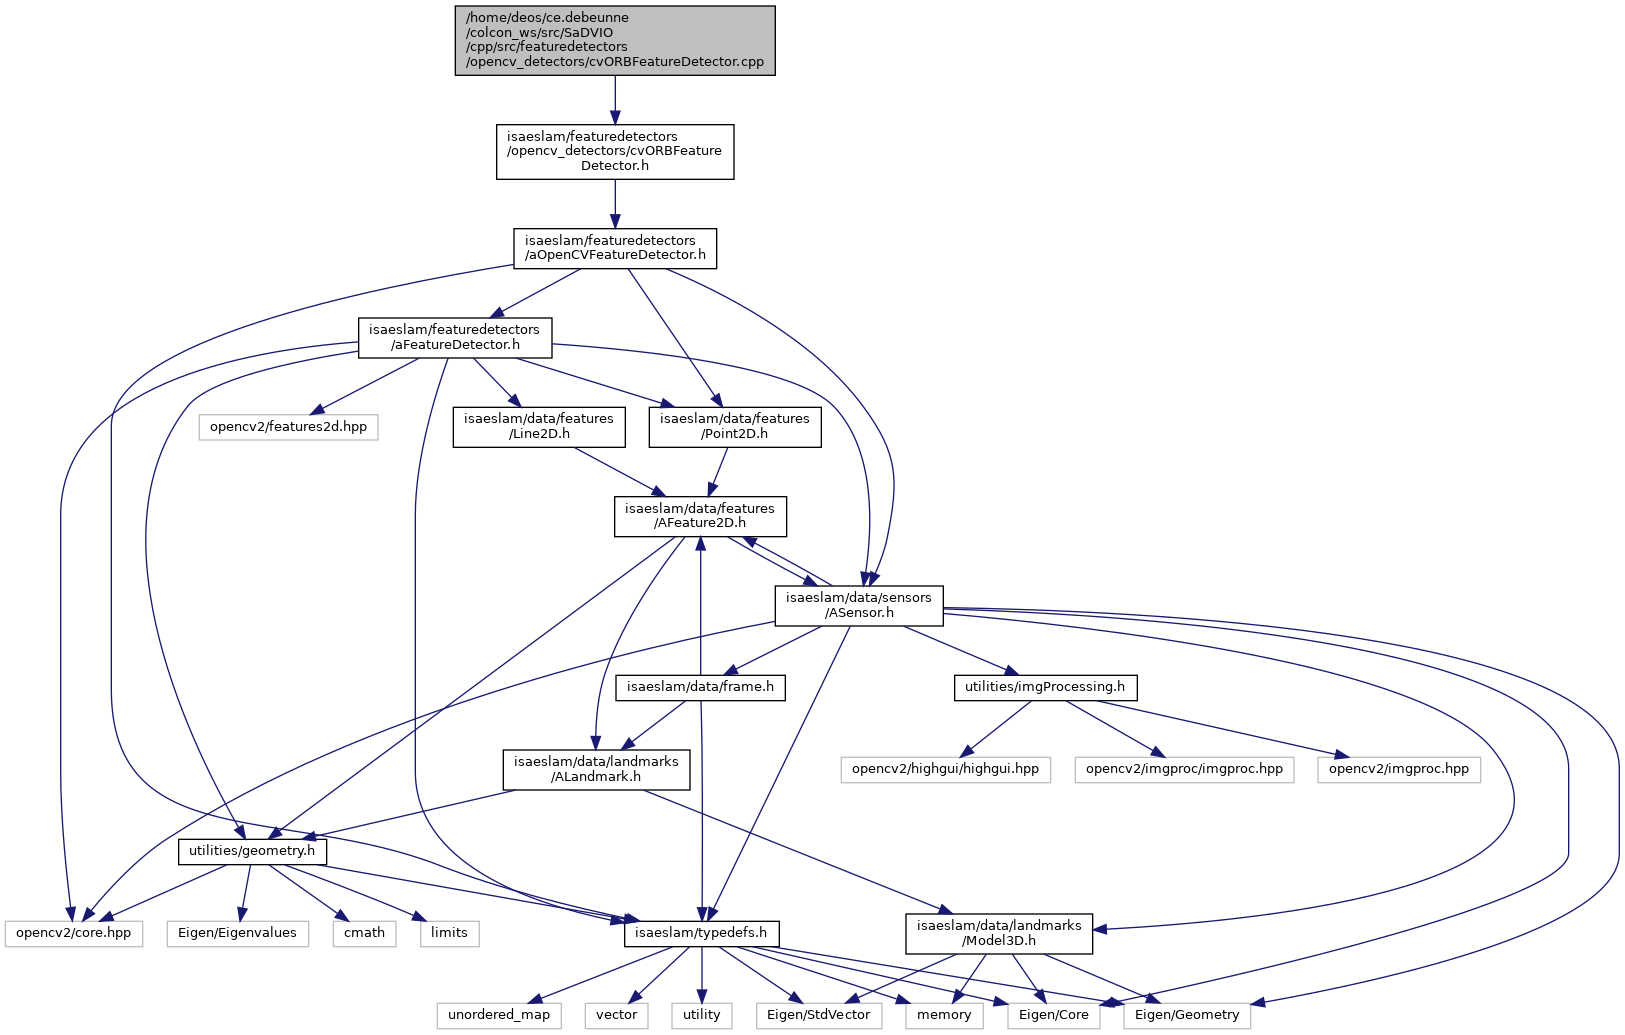 /home/deos/ce.debeunne
/colcon_ws/src/SaDVIO
/cpp/src/featuredetectors
/opencv_detectors/cvORBFeatureDetector.cpp
isaeslam/featuredetectors
/opencv_detectors/cvORBFeature
Detector.h
isaeslam/featuredetectors
/aOpenCVFeatureDetector.h
isaeslam/featuredetectors
/aFeatureDetector.h
opencv2/features2d.hpp
isaeslam/data/features
/Line2D.h
isaeslam/data/features
/Point2D.h
isaeslam/data/features
/AFeature2D.h
isaeslam/data/sensors
/ASensor.h
isaeslam/data/frame.h
utilities/imgProcessing.h
isaeslam/data/landmarks
/ALandmark.h
opencv2/highgui/highgui.hpp
opencv2/imgproc/imgproc.hpp
opencv2/imgproc.hpp
utilities/geometry.h
opencv2/core.hpp
Eigen/Eigenvalues
cmath
limits
isaeslam/typedefs.h
isaeslam/data/landmarks
/Model3D.h
unordered_map
vector
utility
Eigen/StdVector
memory
Eigen/Core
Eigen/Geometry